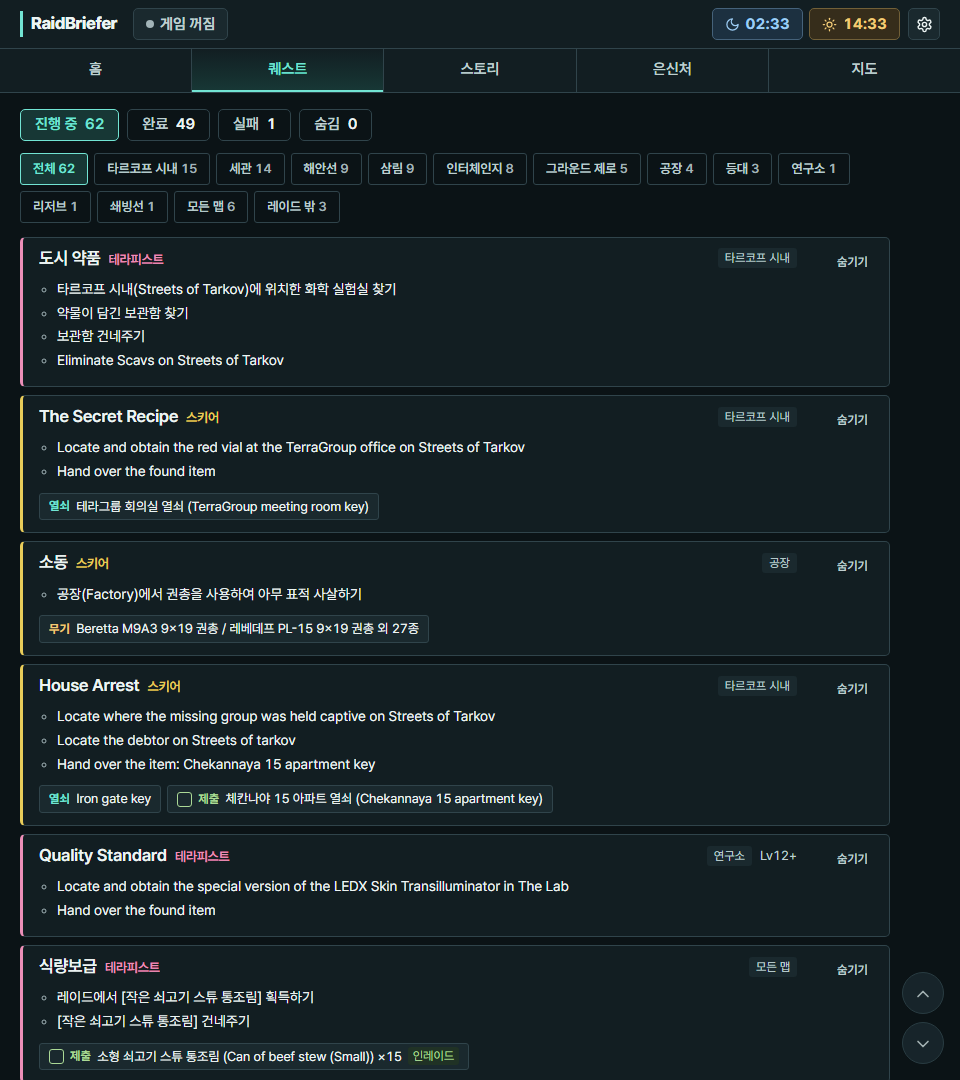 RaidBriefer 게임 꺼짐 02:33 14:33
홈 퀘스트 스토리 은신처 지도
진행 중 62 완료 49 실패 1 숨김 0
전체 62 타르코프 시내 15 세관 14 해안선 9 삼림 9 인터체인지 8 그라운드 제로 5 공장 4 등대 3 연구소 1
리저브 1 쇄빙선 1 모든 맵 6 레이드 밖 3
도시 약품 테라피스트 타르코프 시내 숨기기
타르코프 시내(Streets of Tarkov)에 위치한 화학 실험실 찾기
약물이 담긴 보관함 찾기
보관함 건네주기
Eliminate Scavs on Streets of Tarkov
The Secret Recipe 스키어 타르코프 시내 숨기기
Locate and obtain the red vial at the TerraGroup office on Streets of Tarkov
Hand over the found item
열쇠 테라그룹 회의실 열쇠 (TerraGroup meeting room key)
소동 스키어 공장 숨기기
공장(Factory)에서 권총을 사용하여 아무 표적 사살하기
무기 Beretta M9A3 9×19 권총 / 레베데프 PL-15 9×19 권총 외 27종
House Arrest 스키어 타르코프 시내 숨기기
Locate where the missing group was held captive on Streets of Tarkov
Locate the debtor on Streets of tarkov
Hand over the item: Chekannaya 15 apartment key
열쇠 Iron gate key 제출 체칸나야 15 아파트 열쇠 (Chekannaya 15 apartment key)
Quality Standard 테라피스트 연구소 Lv12+ 숨기기
Locate and obtain the special version of the LEDX Skin Transilluminator in The Lab
Hand over the found item
식량보급 테라피스트 모든 맵 숨기기
레이드에서 [작은 쇠고기 스튜 통조림] 획득하기
[작은 쇠고기 스튜 통조림] 건네주기
제출 소형 쇠고기 스튜 통조림 (Can of beef stew (Small)) ×15 인레이드